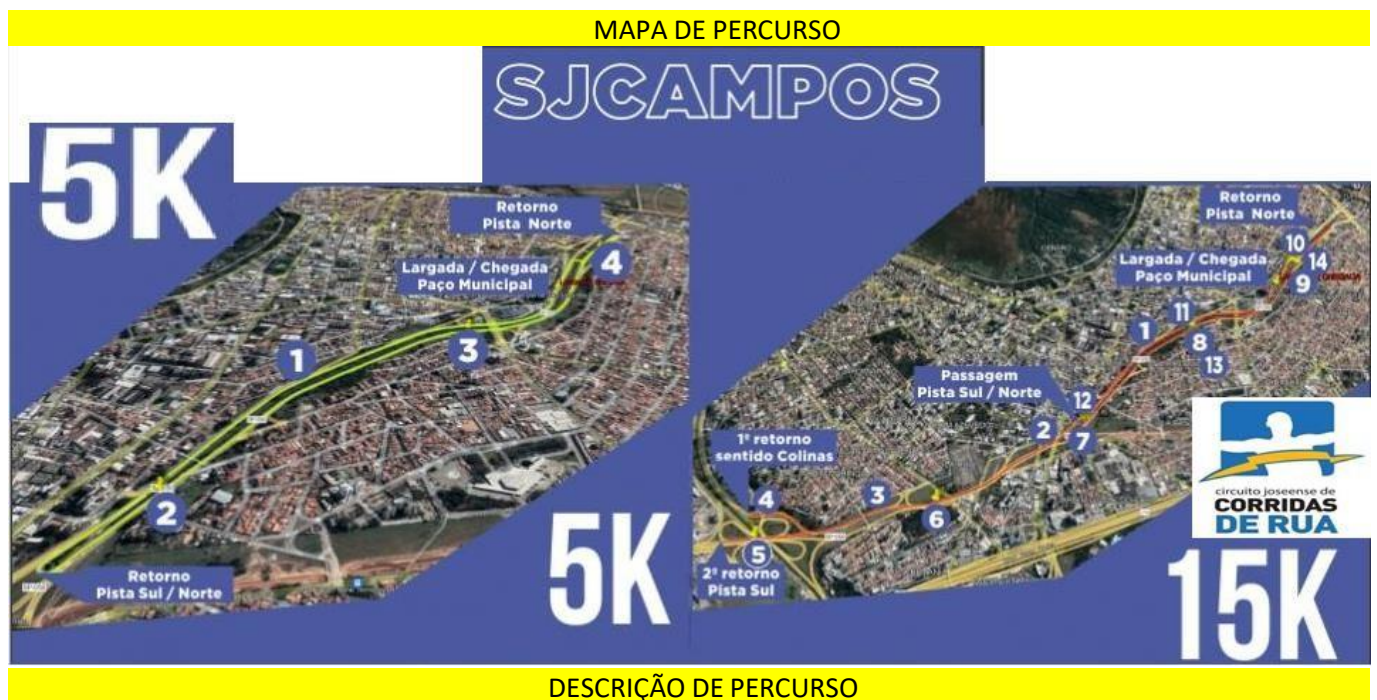 MAPA DE PERCURSO
SJCAMPOS
5K
Retorno
Pista Norte
4
Largada / Chegada
Paço Municipal
1
3
2
Retorno
Pista Sul / Norte
5K
Retorno
Pista Norte
10
14
9
Largada / Chegada
Paço Municipal
11
1
8
13
Passagem
Pista Sul / Norte
12
2
7
1º retorno
sentido Colinas
3
4
6
5
2º retorno
Pista Sul
circuito joseense de
CORRIDAS
DE RUA
15K
DESCRIÇÃO DE PERCURSO